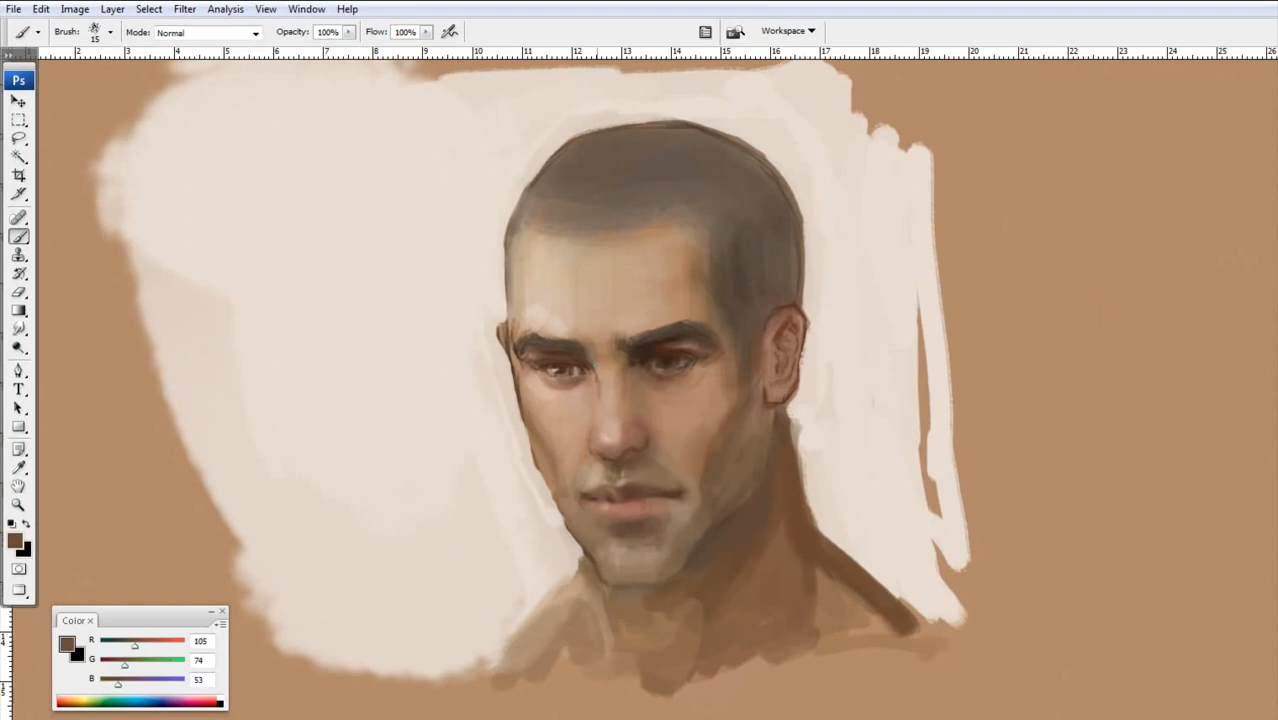 File Edit Image Layer Select Filter Analysis View Window Help
Brush: 15 Mode: Normal Opacity: 100% Flow: 100% Workspace
2 3 4 5 6 7 8 9 10 11 12 13 14 15 16 17 18 19 20 21 22 23 24 25 26
Ps
T
Color
R 105
G 74
B 53